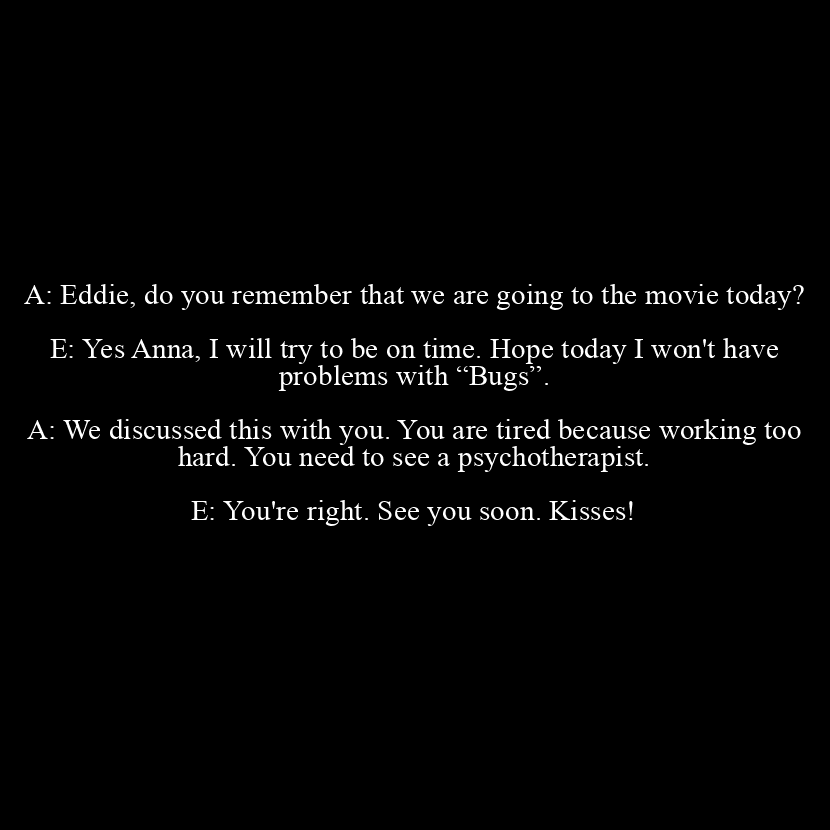 A: Eddie, do you remember that we are going to the movie today?
E: Yes Anna, I will try to be on time. Hope today I won't have
problems with “Bugs”.
A: We discussed this with you. You are tired because working too
hard. You need to see a psychotherapist.
E: You're right. See you soon. Kisses!